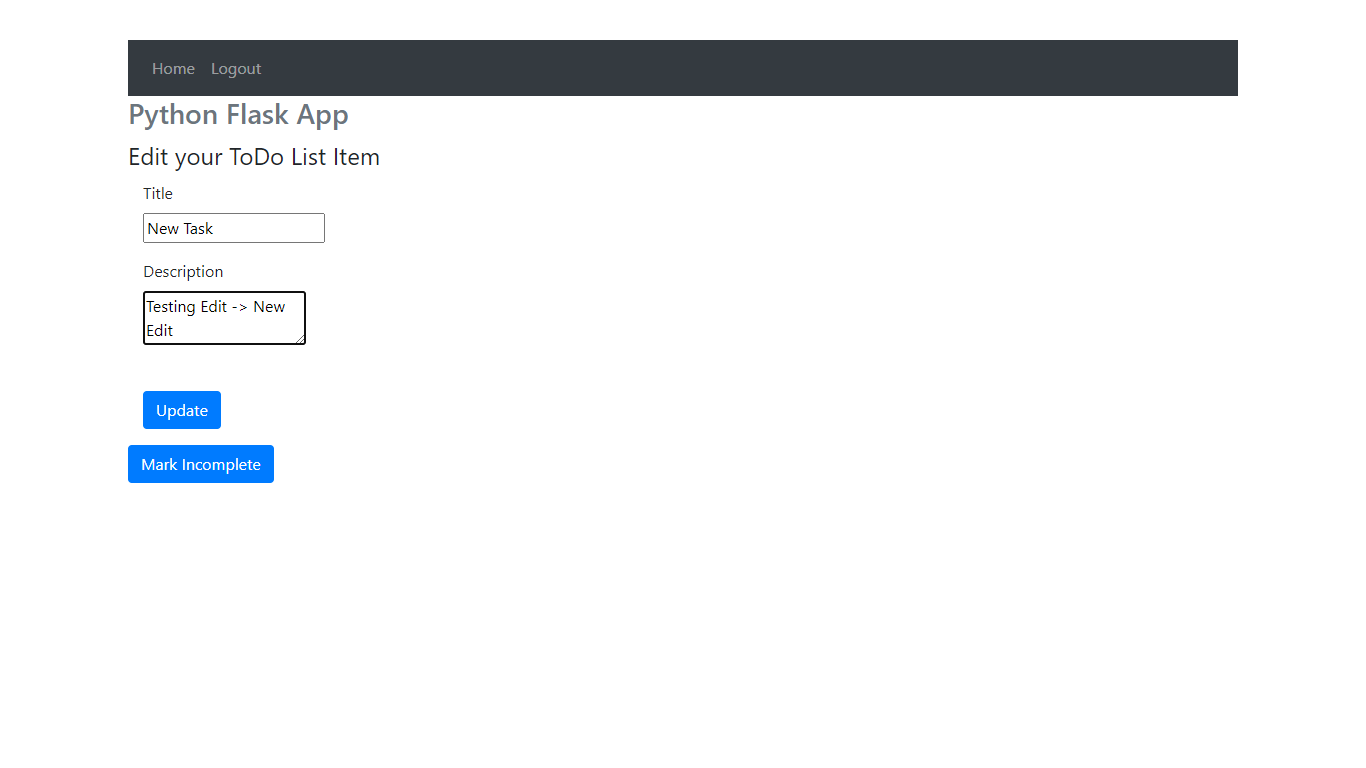 Home Logout
Python Flask App
Edit your ToDo List Item
Title
New Task
Description
Testing Edit -> New
Edit
Update
Mark Incomplete